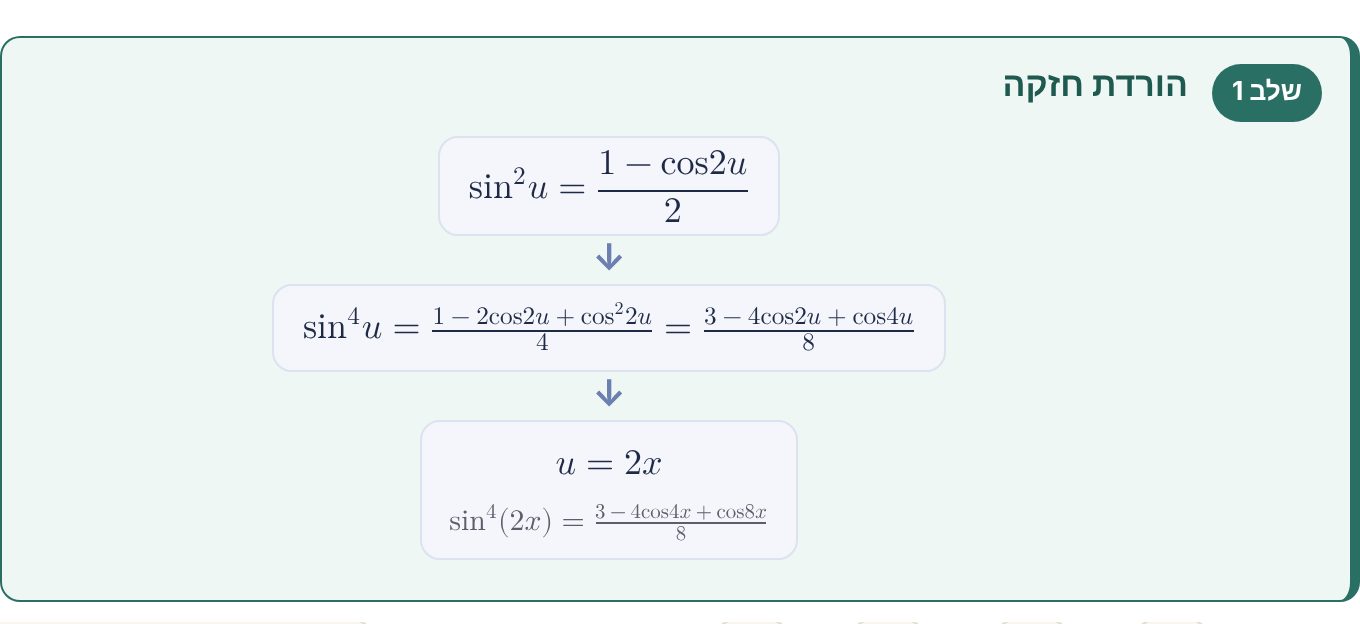 שלב 1 הורדת חזקה
sin²u = (1 − cos2u)/2
↓
sin⁴u = (1 − 2cos2u + cos²2u)/4 = (3 − 4cos2u + cos4u)/8
↓
u = 2x
sin⁴(2x) = (3 − 4cos4x + cos8x)/8